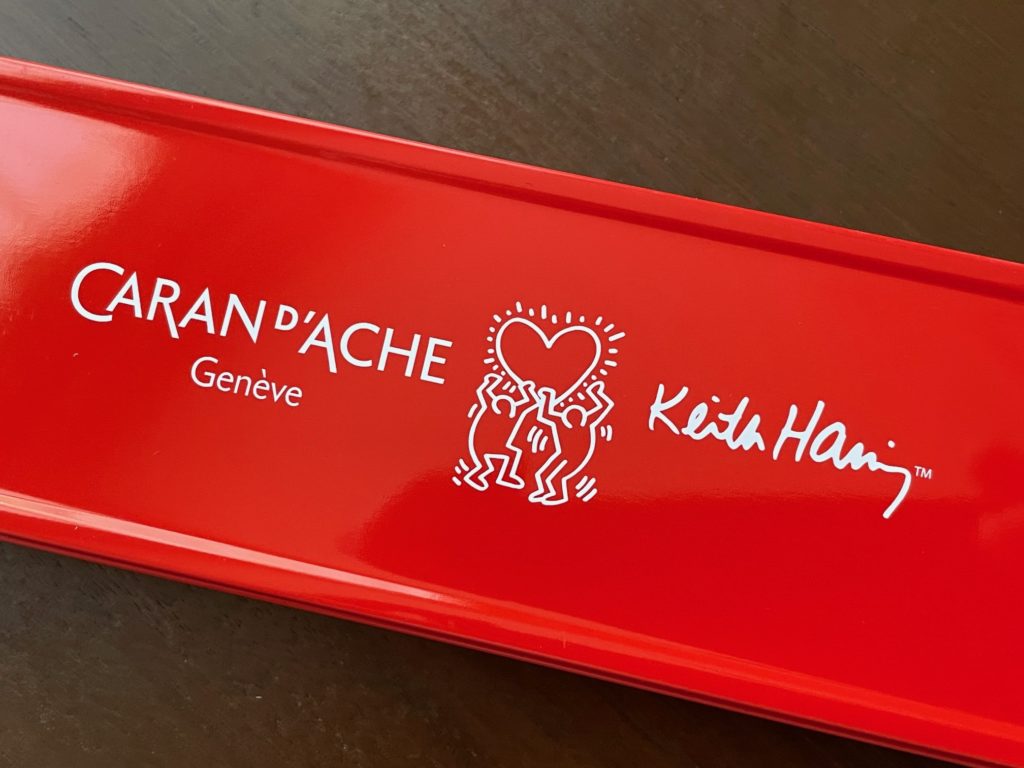 CARAN D'ACHE
Genève
Keith Haring™